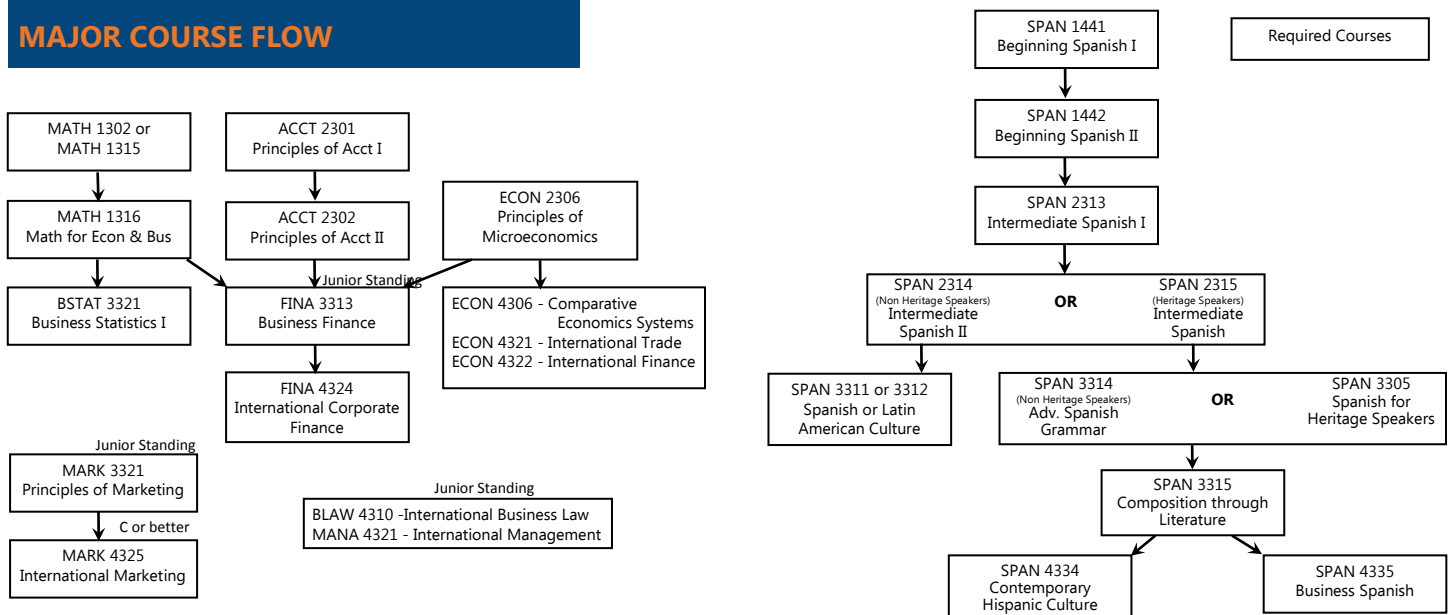 MAJOR COURSE FLOW
MATH 1302 or
MATH 1315
MATH 1316
Math for Econ & Bus
BSTAT 3321
Business Statistics I
ACCT 2301
Principles of Acct I
ACCT 2302
Principles of Acct II
Junior Standing
FINA 3313
Business Finance
FINA 4324
International Corporate
Finance
ECON 2306
Principles of
Microeconomics
ECON 4306 - Comparative
Economics Systems
ECON 4321 - International Trade
ECON 4322 - International Finance
Junior Standing
MARK 3321
Principles of Marketing
C or better
MARK 4325
International Marketing
Junior Standing
BLAW 4310 -International Business Law
MANA 4321 - International Management
SPAN 1441
Beginning Spanish I
SPAN 1442
Beginning Spanish II
SPAN 2313
Intermediate Spanish I
SPAN 2314
(Non Heritage Speakers)
Intermediate
Spanish II
OR
SPAN 2315
(Heritage Speakers)
Intermediate
Spanish
SPAN 3311 or 3312
Spanish or Latin
American Culture
SPAN 3314
(Non Heritage Speakers)
Adv. Spanish
Grammar
OR
SPAN 3305
Spanish for
Heritage Speakers
SPAN 3315
Composition through
Literature
SPAN 4334
Contemporary
Hispanic Culture
SPAN 4335
Business Spanish
Required Courses